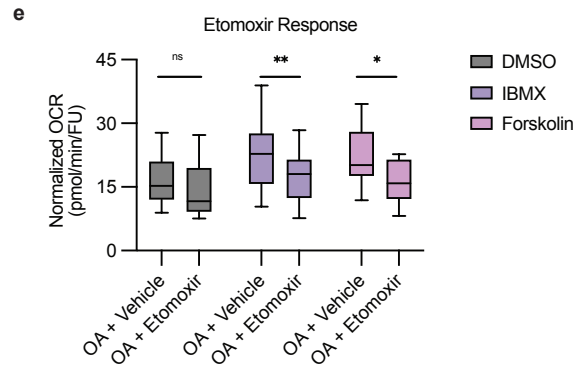 e
Etomoxir Response
Normalized OCR
(pmol/min/FU)
45
30
15
0
ns
**
*
OA + Vehicle
OA + Etomoxir
OA + Vehicle
OA + Etomoxir
OA + Vehicle
OA + Etomoxir
DMSO
IBMX
Forskolin